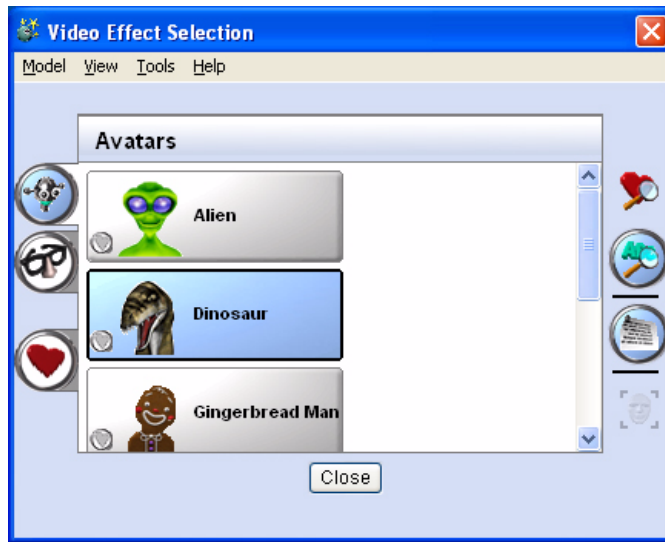 Video Effect Selection
Model View Tools Help
Avatars
Alien
Dinosaur
Gingerbread Man
Close